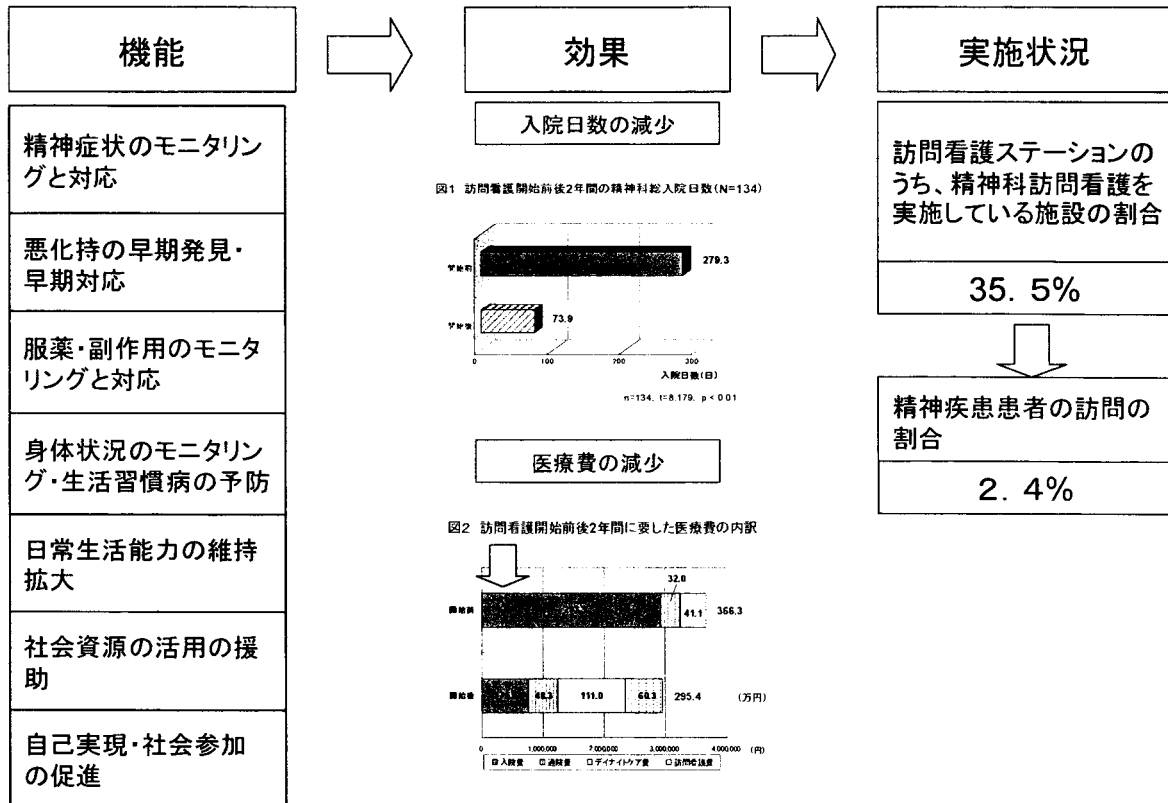 機能
効果
実施状況
精神症状のモニタリン
グと対応
悪化持の早期発見・
早期対応
服薬・副作用のモニタ
リングと対応
身体状況のモニタリン
グ・生活習慣病の予防
日常生活能力の維持
拡大
社会資源の活用の援
助
自己実現・社会参加
の促進
入院日数の減少
図1 訪問看護開始前後2年間の精神科総入院日数(N=134)
279.3
73.9
0 100 200 300
入院日数(日)
n=134, t=8.179, p<0.01
医療費の減少
図2 訪問看護開始前後2年間に要した医療費の内訳
32.0
開始前 41.1 366.3
開始後 48.3 111.0 60.3 295.4 (万円)
0 1,000,000 2,000,000 3,000,000 4,000,000 (円)
入院費 通院費 デイナイトケア費 訪問看護費
訪問看護ステーションの
うち、精神科訪問看護を
実施している施設の割合
35.5%
精神疾患患者の訪問の
割合
2.4%